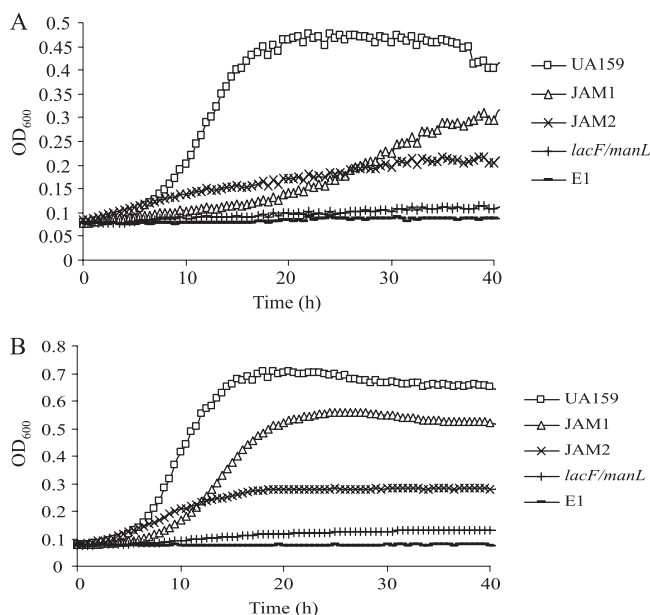 A
0.5
0.45
0.4
0.35
0.3
0.25
0.2
0.15
0.1
0.05
0
OD600
0 10 20 30 40
Time (h)
UA159
JAM1
JAM2
lacF/manL
E1
B
0.8
0.7
0.6
0.5
0.4
0.3
0.2
0.1
0
OD600
0 10 20 30 40
Time (h)
UA159
JAM1
JAM2
lacF/manL
E1